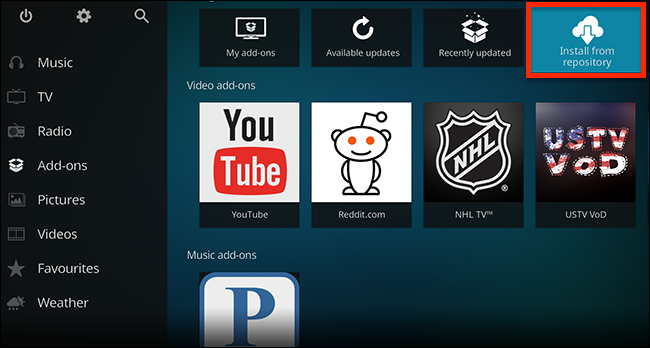 My add-ons
Available updates
Recently updated
Install from
repository
Music
TV
Radio
Add-ons
Pictures
Videos
Favourites
Weather
Video add-ons
You
Tube
NHL
®
USTV
VoD
YouTube
Reddit.com
NHL TV™
USTV VoD
Music add-ons
P